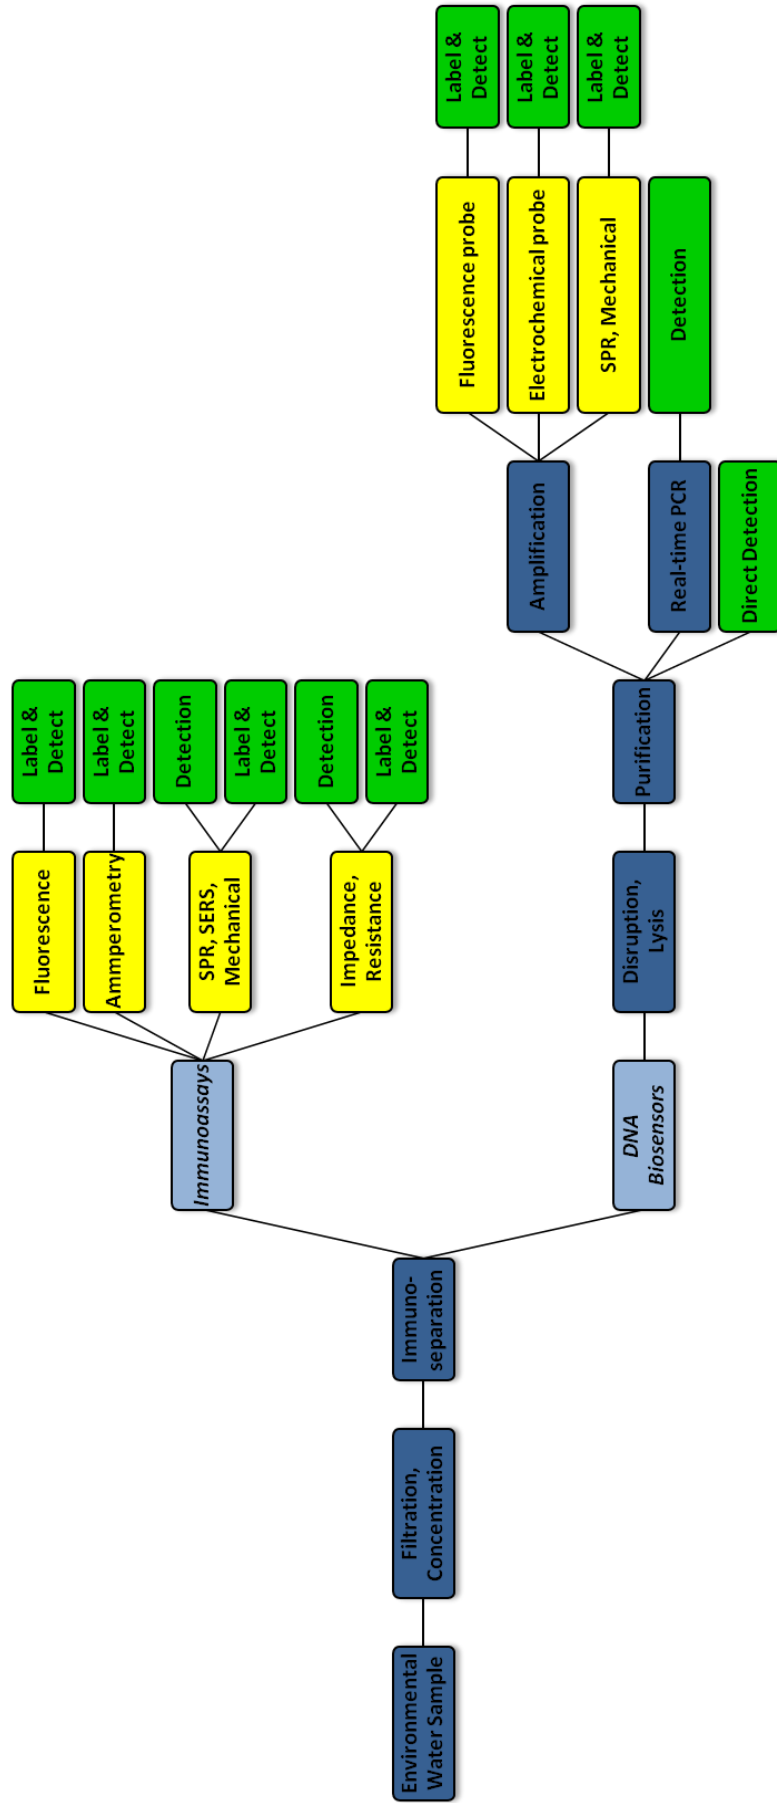 Environmental
Water Sample
Filtration,
Concentration
Immuno-
separation
Immunoassays
Fluorescence
Label &
Detect
Ammperometry
Label &
Detect
SPR, SERS,
Mechanical
Detection
Label &
Detect
Impedance,
Resistance
Detection
Label &
Detect
DNA
Biosensors
Disruption,
Lysis
Purification
Amplification
Fluorescence probe
Label &
Detect
Electrochemical probe
Label &
Detect
SPR, Mechanical
Label &
Detect
Real-time PCR
Detection
Direct Detection